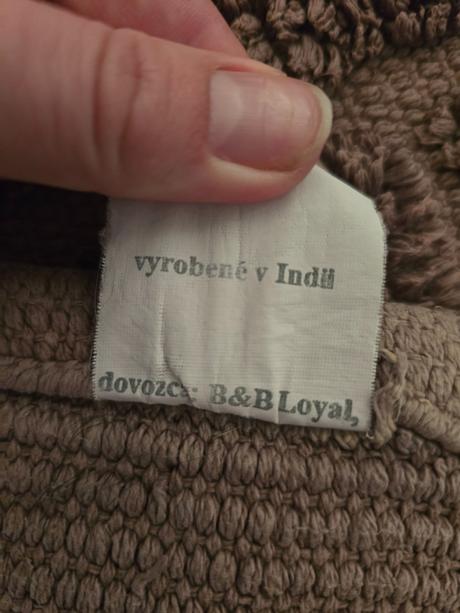 vyrobené v Indii
dovozca: B&B Loyal,